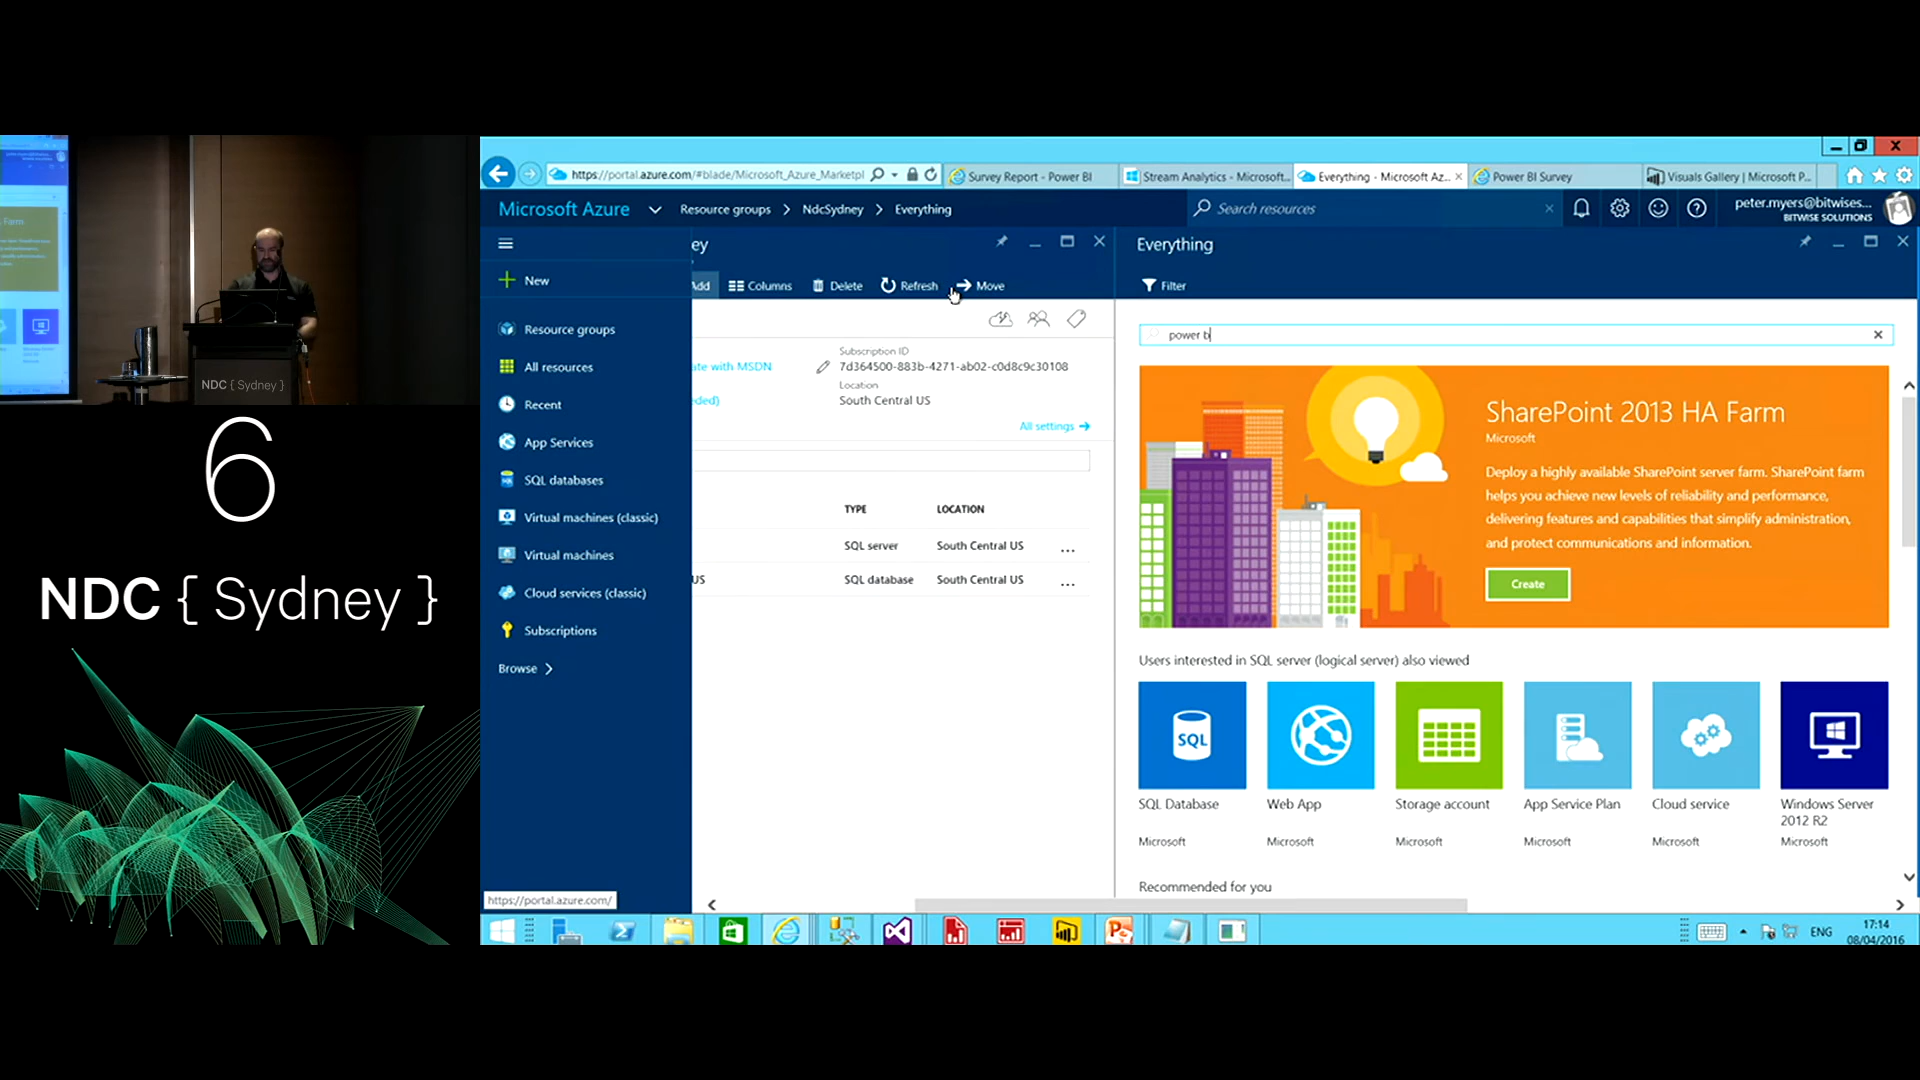 https://portal.azure.com/#blade/Microsoft_Azure_Marketpl
Survey Report - Power BI
Stream Analytics - Microsoft...
Everything - Microsoft Az...
Power BI Survey
Visuals Gallery | Microsoft P...
Microsoft Azure
Resource groups > NdcSydney > Everything
Search resources
peter.myers@bitwises...
BITWISE SOLUTIONS
New
Resource groups
All resources
Recent
App Services
SQL databases
Virtual machines (classic)
Virtual machines
Cloud services (classic)
Subscriptions
Browse >
https://portal.azure.com/
ey
Add
Columns
Delete
Refresh
Move
Subscription ID
ate with MSDN
7d364500-883b-4271-ab02-c0d8c9c30108
Location
ded)
South Central US
All settings
TYPE LOCATION
SQL server South Central US ...
US SQL database South Central US ...
Everything
Filter
power b
SharePoint 2013 HA Farm
Microsoft
Deploy a highly available SharePoint server farm. SharePoint farm
helps you achieve new levels of reliability and performance,
delivering features and capabilities that simplify administration,
and protect communications and information.
Create
Users interested in SQL server (logical server) also viewed
SQL
SQL Database
Microsoft
Web App
Microsoft
Storage account
Microsoft
App Service Plan
Microsoft
Cloud service
Microsoft
Windows Server
2012 R2
Microsoft
Recommended for you
ENG
17:14
08/04/2016
NDC { Sydney }
6
NDC { Sydney }